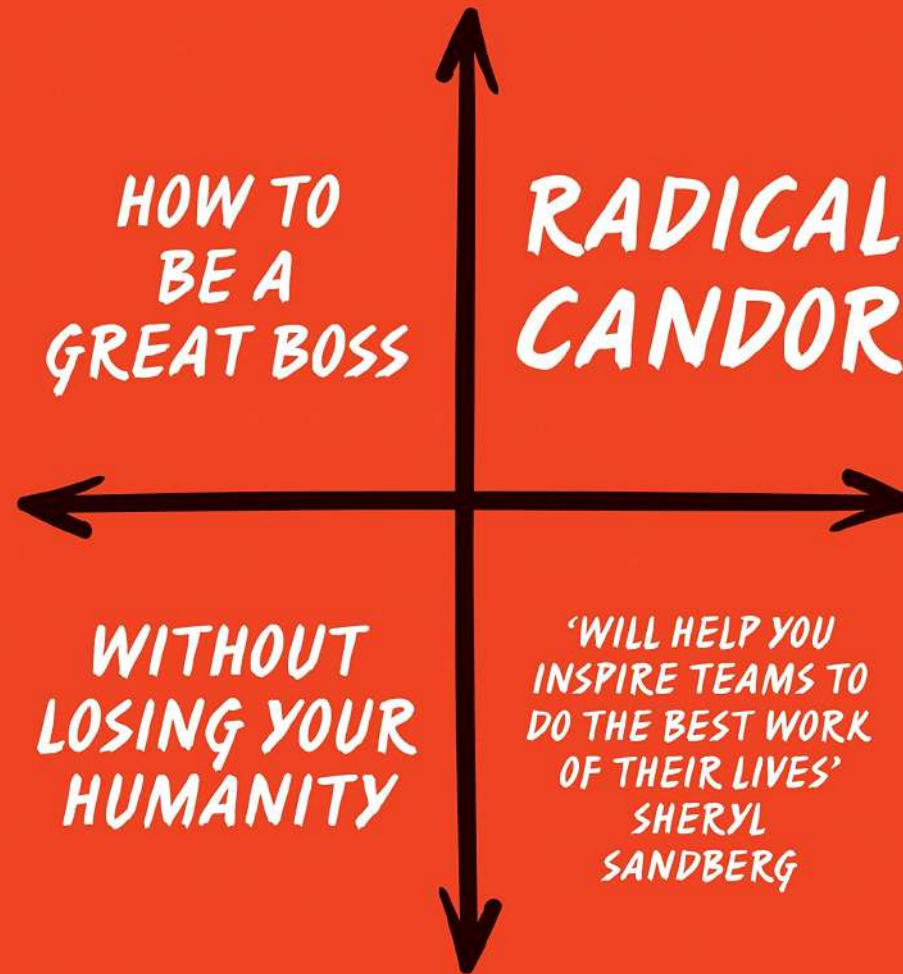 HOW TO
BE A
GREAT BOSS
RADICAL
CANDOR
WITHOUT
LOSING YOUR
HUMANITY
‘WILL HELP YOU
INSPIRE TEAMS TO
DO THE BEST WORK
OF THEIR LIVES’
SHERYL
SANDBERG